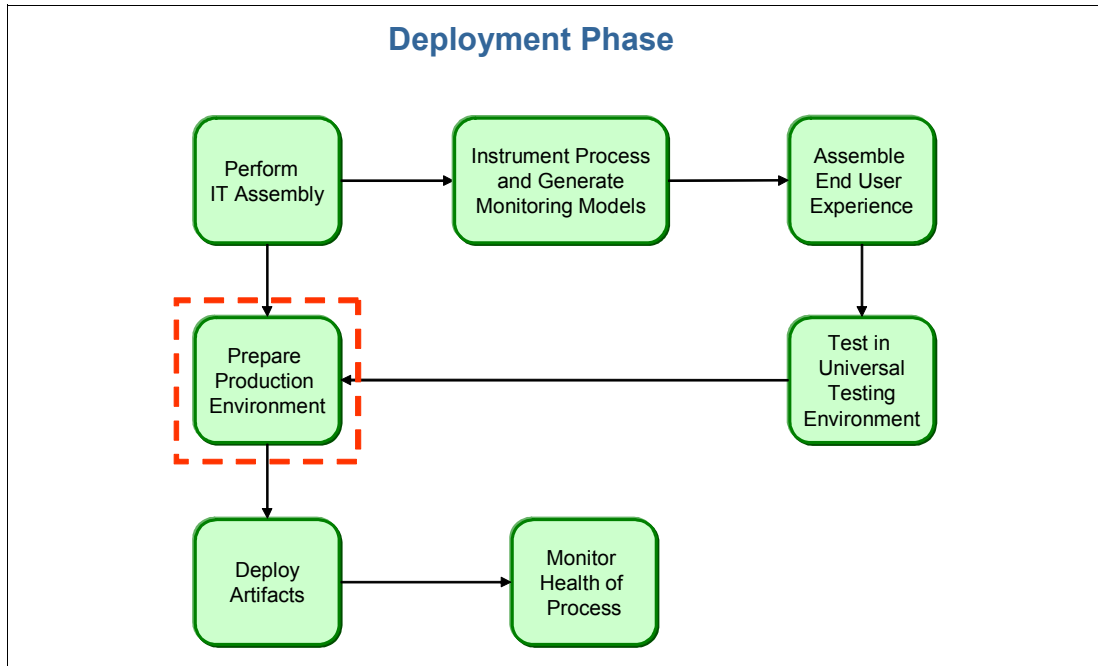 Deployment Phase
Perform
IT Assembly
Instrument Process
and Generate
Monitoring Models
Assemble
End User
Experience
Prepare
Production
Environment
Test in
Universal
Testing
Environment
Deploy
Artifacts
Monitor
Health of
Process